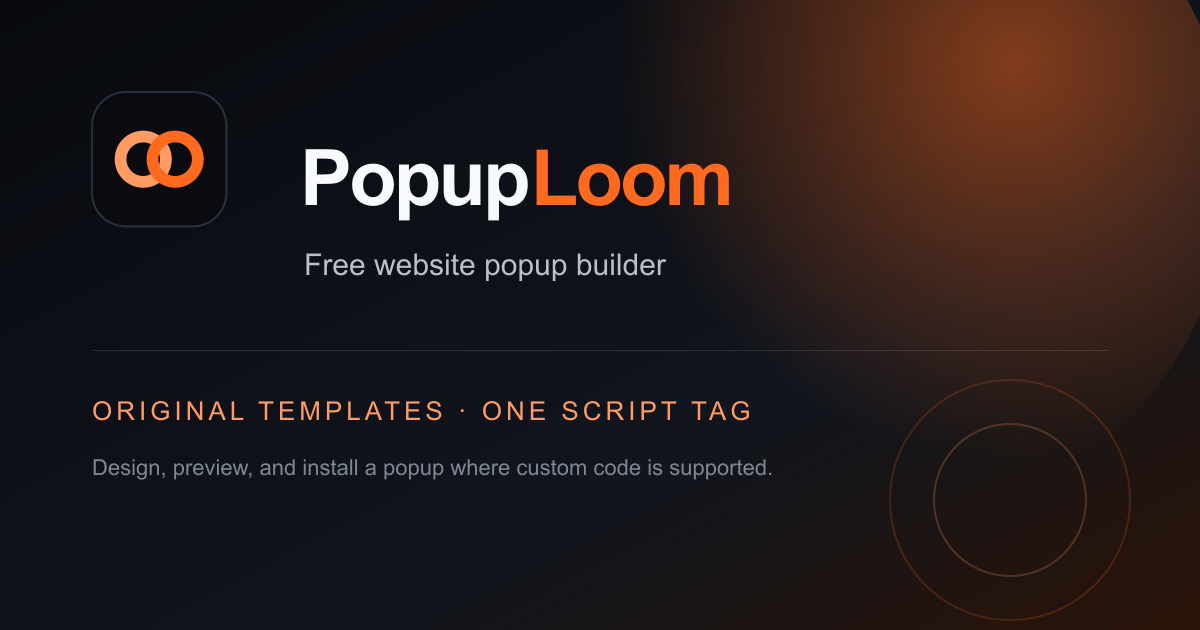 PopupLoom
Free website popup builder
ORIGINAL TEMPLATES · ONE SCRIPT TAG
Design, preview, and install a popup where custom code is supported.